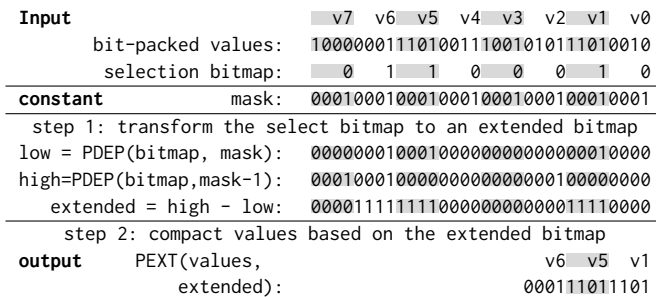 Input v7 v6 v5 v4 v3 v2 v1 v0
bit-packed values: 10000001110100111001010111010010
selection bitmap: 0 1 1 0 0 0 1 0
constant mask: 00010001000100010001000100010001
step 1: transform the select bitmap to an extended bitmap
low = PDEP(bitmap, mask): 00000001000100000000000000010000
high=PDEP(bitmap,mask-1): 00010001000000000000000100000000
extended = high - low: 00001111111100000000000011110000
step 2: compact values based on the extended bitmap
output PEXT(values, v6 v5 v1
extended): 000111011101